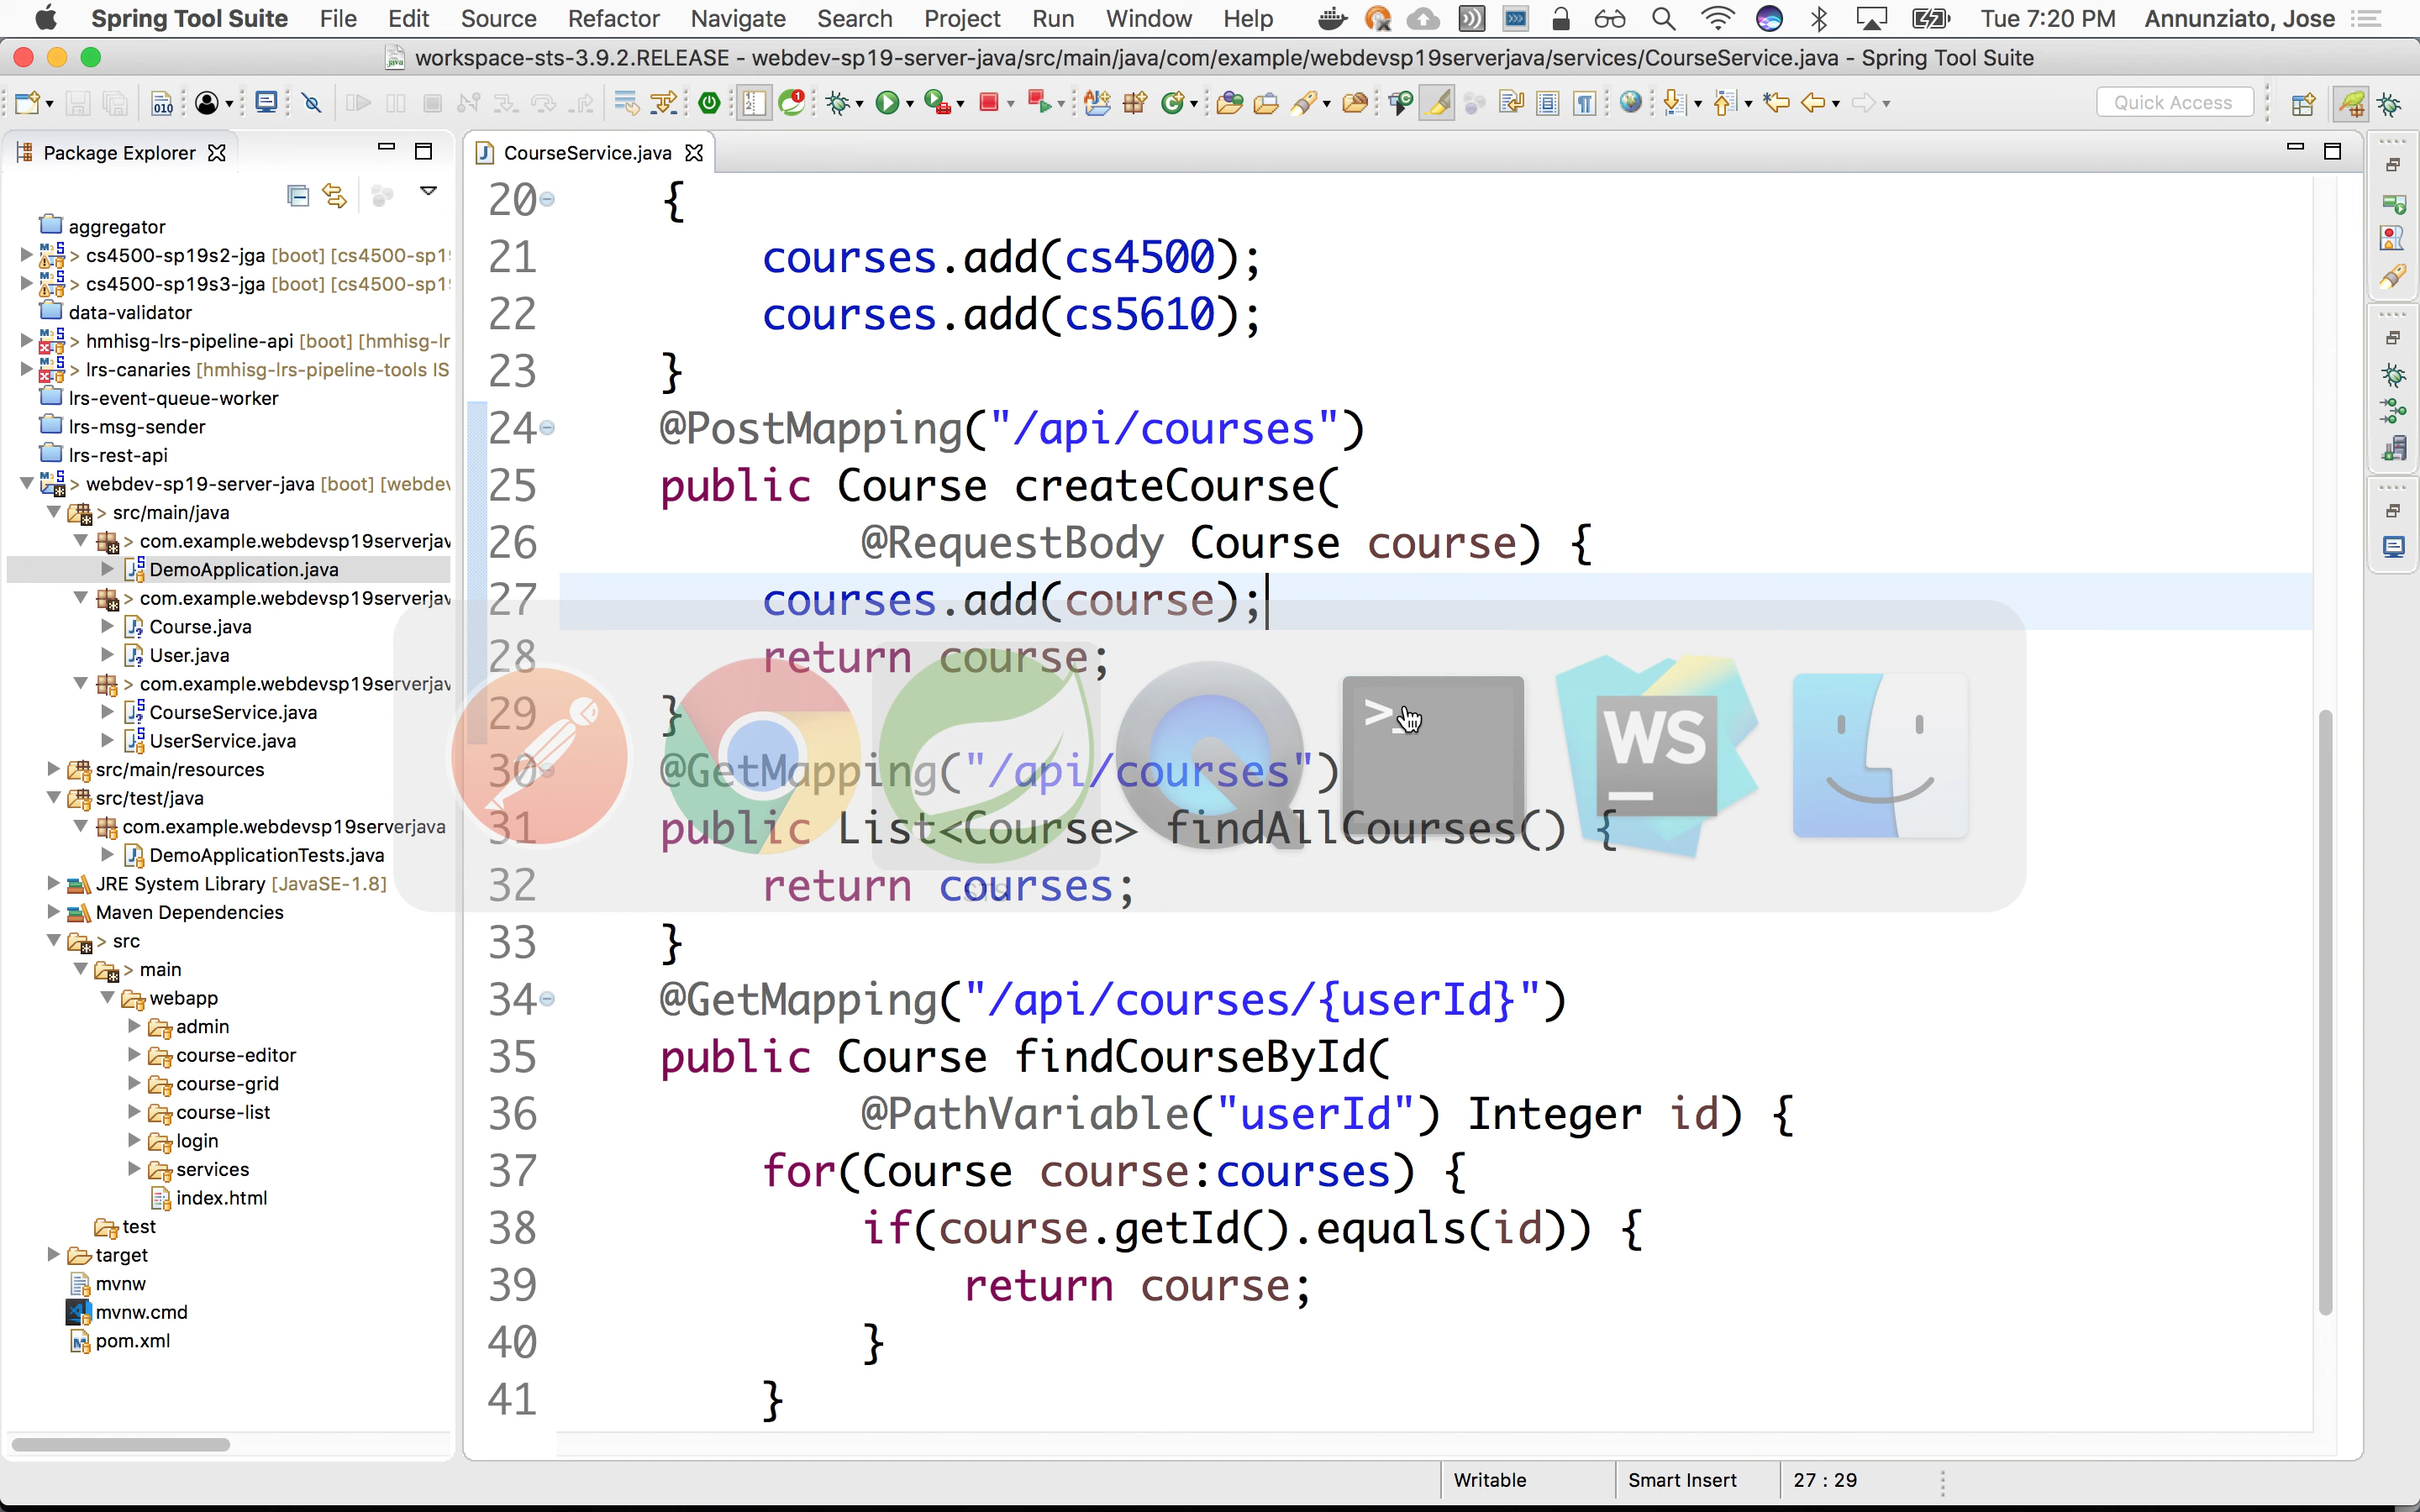 Spring Tool Suite File Edit Source Refactor Navigate Search Project Run Window Help Tue 7:20 PM Annunziato, Jose
workspace-sts-3.9.2.RELEASE - webdev-sp19-server-java/src/main/java/com/example/webdevsp19serverjava/services/CourseService.java - Spring Tool Suite
Quick Access
Package Explorer
aggregator
> cs4500-sp19s2-jga [boot] [cs4500-sp1
> cs4500-sp19s3-jga [boot] [cs4500-sp1
data-validator
> hmhisg-lrs-pipeline-api [boot] [hmhisg-lr
> lrs-canaries [hmhisg-lrs-pipeline-tools IS
lrs-event-queue-worker
lrs-msg-sender
lrs-rest-api
> webdev-sp19-server-java [boot] [webdev
> src/main/java
> com.example.webdevsp19serverjav
DemoApplication.java
> com.example.webdevsp19serverjav
Course.java
User.java
> com.example.webdevsp19serverjav
CourseService.java
UserService.java
src/main/resources
src/test/java
com.example.webdevsp19serverjava
DemoApplicationTests.java
JRE System Library [JavaSE-1.8]
Maven Dependencies
> src
> main
webapp
admin
course-editor
course-grid
course-list
login
services
index.html
test
target
mvnw
mvnw.cmd
pom.xml
CourseService.java
20 {
21 courses.add(cs4500);
22 courses.add(cs5610);
23 }
24 @PostMapping("/api/courses")
25 public Course createCourse(
26 @RequestBody Course course) {
27 courses.add(course);
28 return course;
29 }
30 @GetMapping("/api/courses")
31 public List<Course> findAllCourses() {
32 return courses;
33 }
34 @GetMapping("/api/courses/{userId}")
35 public Course findCourseById(
36 @PathVariable("userId") Integer id) {
37 for(Course course:courses) {
38 if(course.getId().equals(id)) {
39 return course;
40 }
41 }
WS
STS
Writable Smart Insert 27 : 29